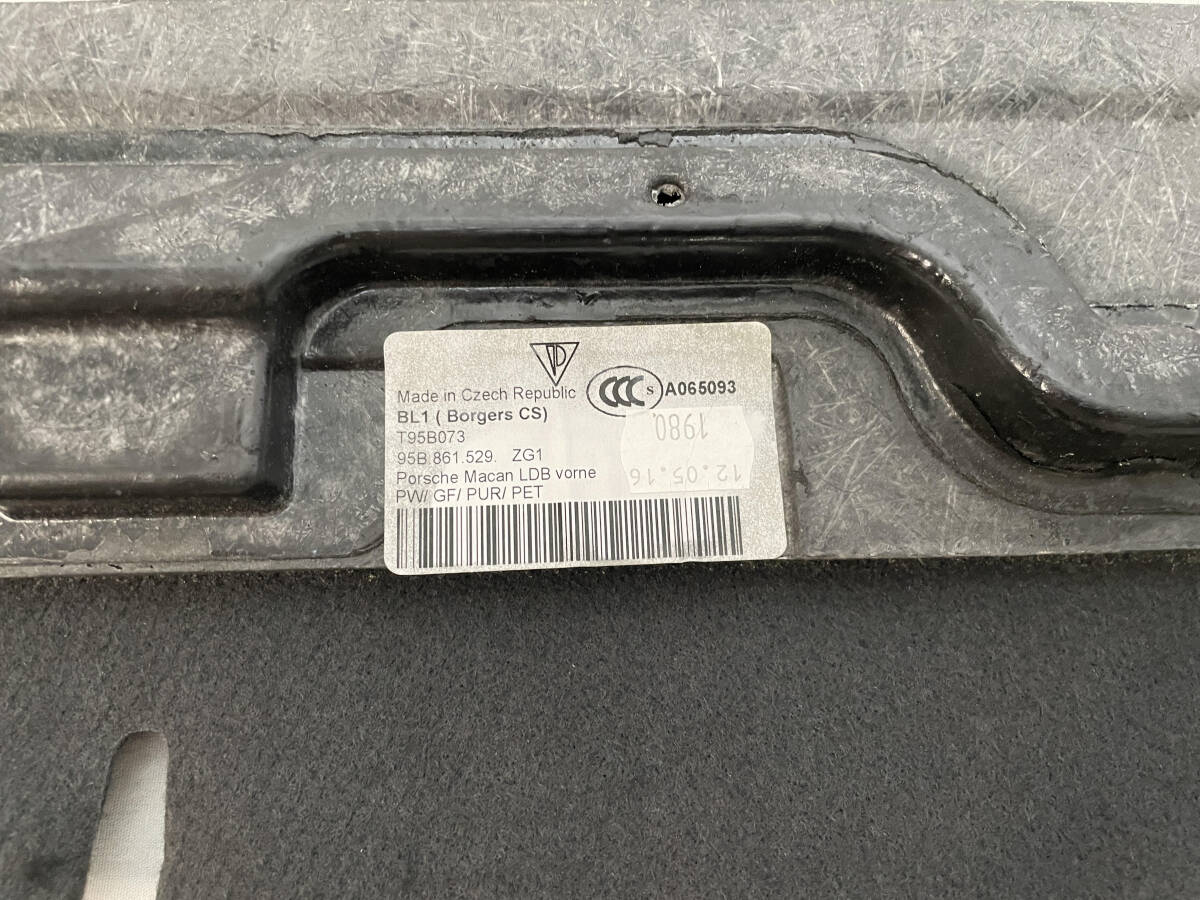 Made in Czech Republic
CCC S A065093
BL1 ( Borgers CS)
T95B073
1980
95B.861.529. ZG1
12.05.16
Porsche Macan LDB vorne
PW/ GF/ PUR/ PET